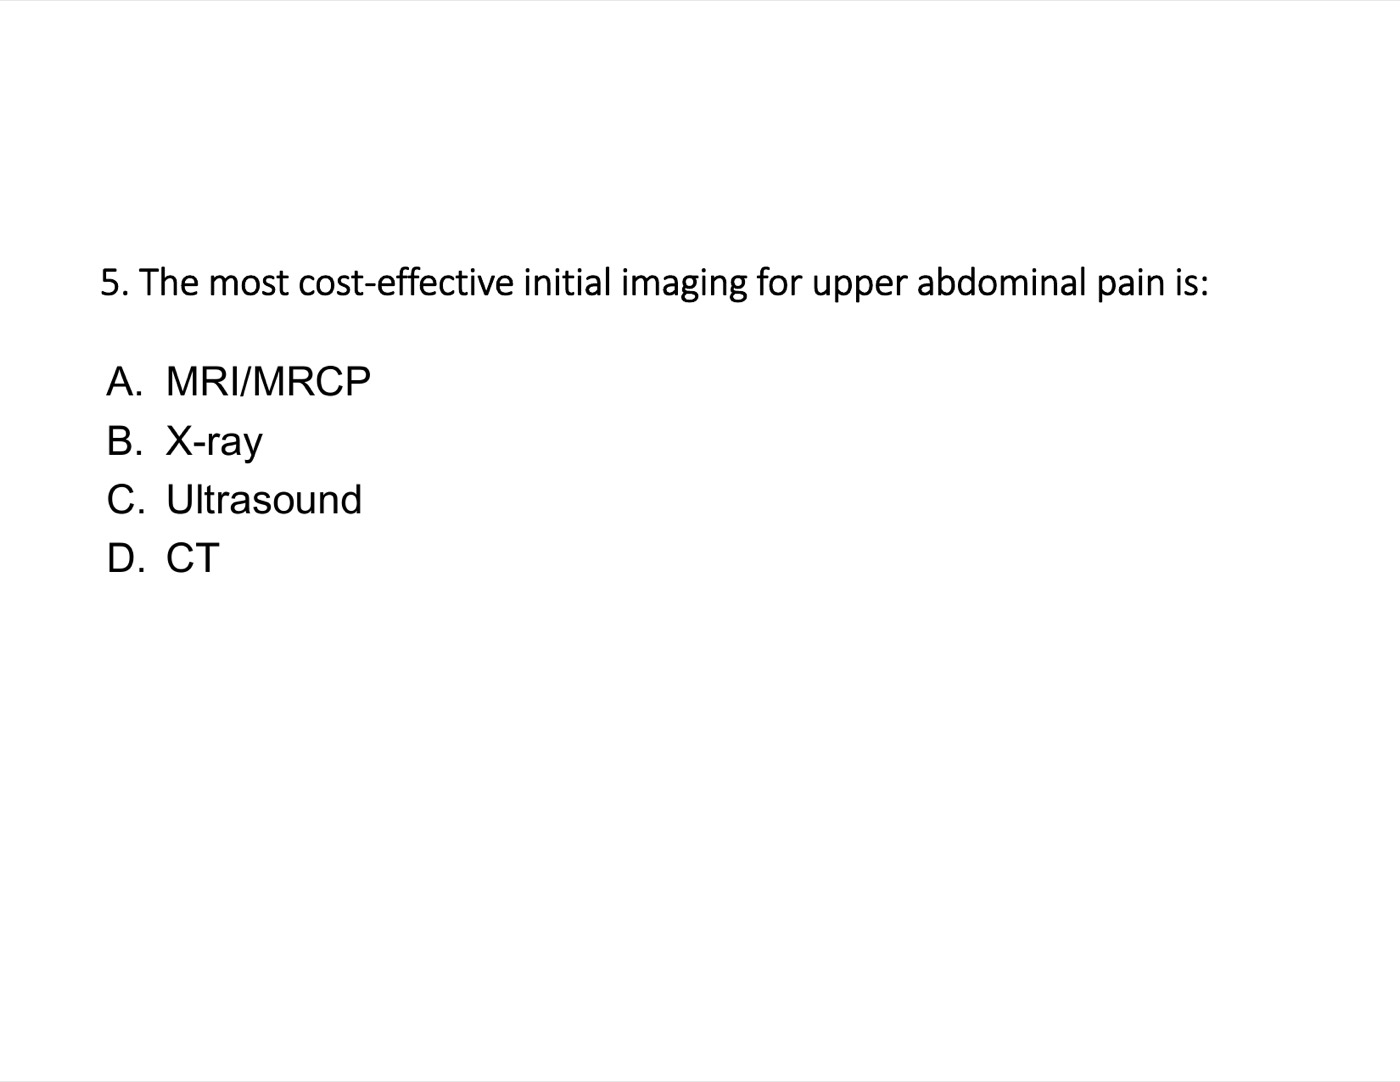 5. The most cost-effective initial imaging for upper abdominal pain is:
A. MRI/MRCP
B. X-ray
C. Ultrasound
D. CT